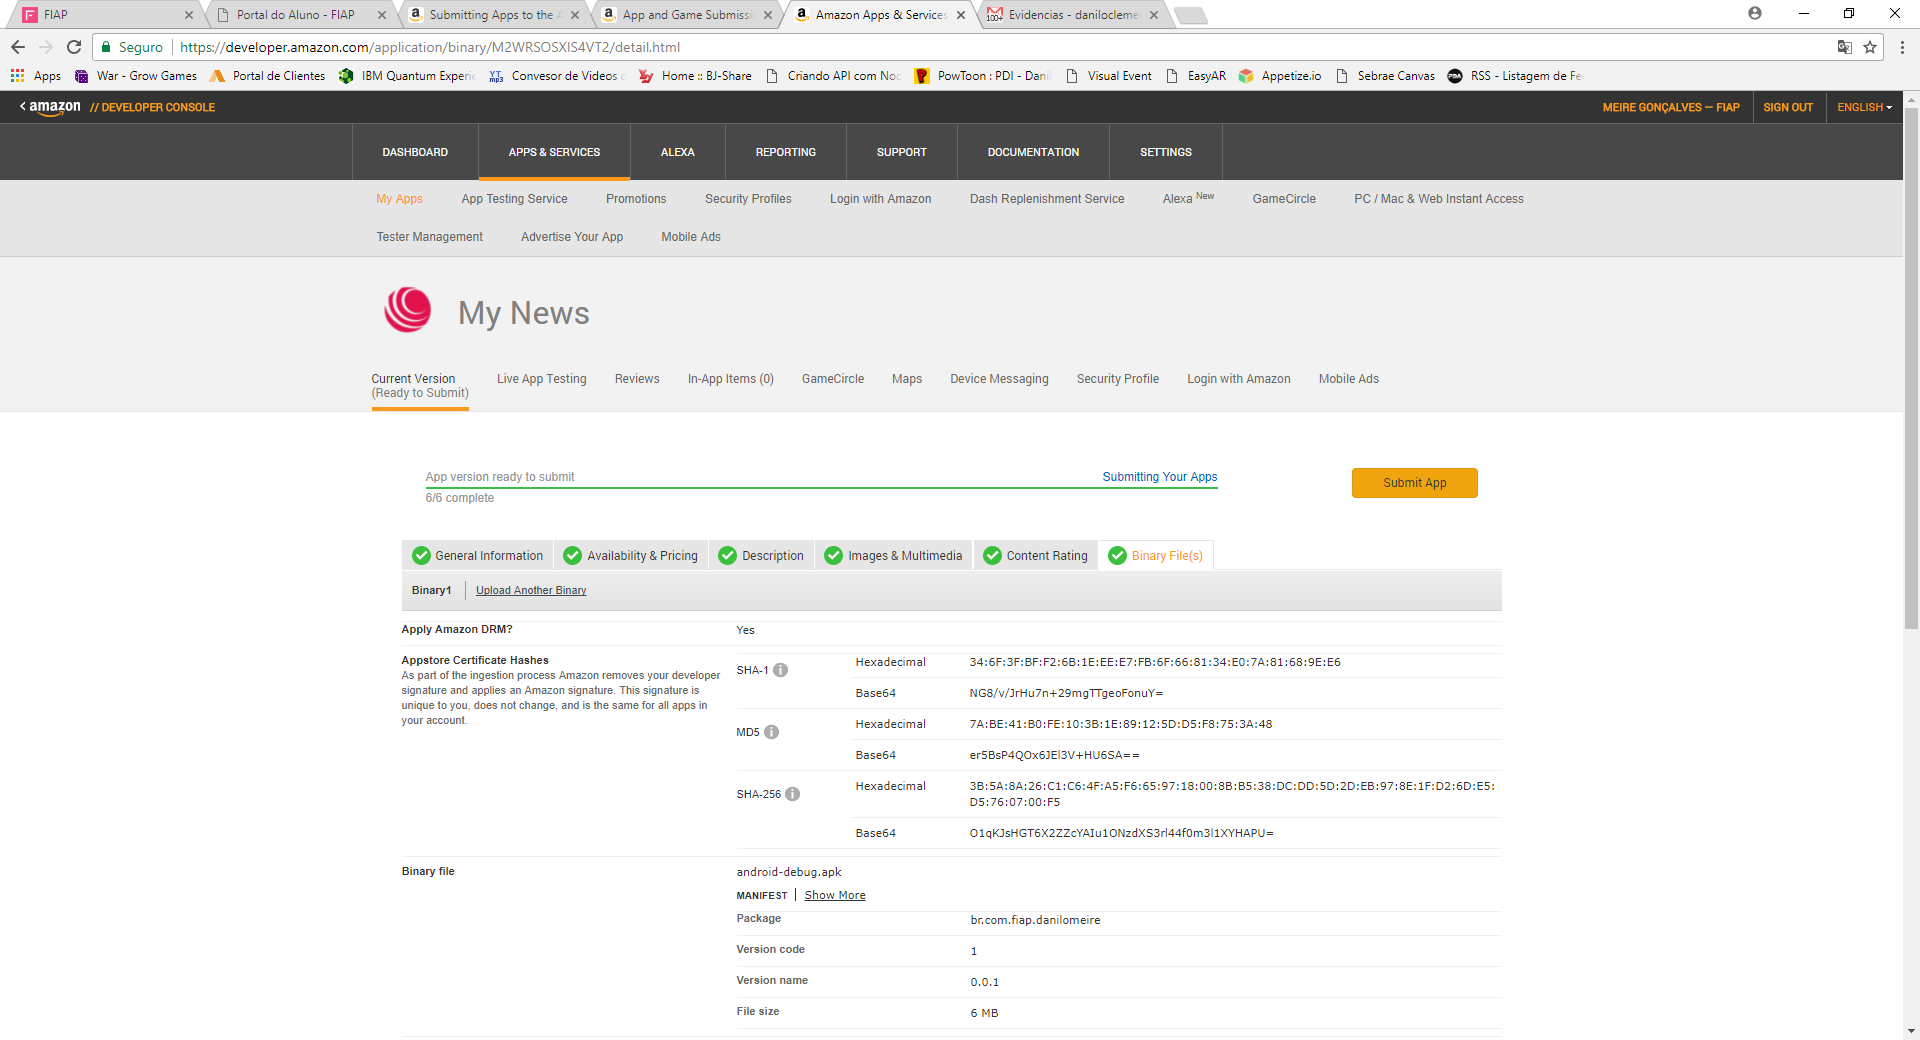 FIAP
Portal do Aluno - FIAP
Submitting Apps to the A
App and Game Submissi
Amazon Apps & Services
Evidencias - daniloclemen
Seguro
https://developer.amazon.com/application/binary/M2WRSOSXIS4VT2/detail.html
Apps
War - Grow Games
Portal de Clientes
IBM Quantum Experie
Convesor de Videos
Home :: BJ-Share
Criando API com Noc
PowToon : PDI - Dani
Visual Event
EasyAR
Appetize.io
Sebrae Canvas
RSS - Listagem de Fe
< amazon // DEVELOPER CONSOLE
MEIRE GONÇALVES — FIAP
SIGN OUT
ENGLISH
DASHBOARD
APPS & SERVICES
ALEXA
REPORTING
SUPPORT
DOCUMENTATION
SETTINGS
My Apps
App Testing Service
Promotions
Security Profiles
Login with Amazon
Dash Replenishment Service
Alexa New
GameCircle
PC / Mac & Web Instant Access
Tester Management
Advertise Your App
Mobile Ads
My News
Current Version
(Ready to Submit)
Live App Testing
Reviews
In-App Items (0)
GameCircle
Maps
Device Messaging
Security Profile
Login with Amazon
Mobile Ads
App version ready to submit
Submitting Your Apps
6/6 complete
Submit App
General Information
Availability & Pricing
Description
Images & Multimedia
Content Rating
Binary File(s)
Binary1
Upload Another Binary
Apply Amazon DRM?
Yes
Appstore Certificate Hashes
As part of the ingestion process Amazon removes your developer
signature and applies an Amazon signature. This signature is
unique to you, does not change, and is the same for all apps in
your account.
SHA-1
Hexadecimal
34:6F:3F:BF:F2:6B:1E:EE:E7:FB:6F:66:81:34:E0:7A:81:68:9E:E6
Base64
NG8/v/JrHu7n+29mgTTgeoFonuY=
MD5
Hexadecimal
7A:BE:41:B0:FE:10:3B:1E:89:12:5D:D5:F8:75:3A:48
Base64
er5BsP4QOx6JEl3V+HU6SA==
SHA-256
Hexadecimal
3B:5A:8A:26:C1:C6:4F:A5:F6:65:97:18:00:8B:B5:38:DC:DD:5D:2D:EB:97:8E:1F:D2:6D:E5:
D5:76:07:00:F5
Base64
O1qKJsHGT6X2ZZcYAIu1ONzdXS3rl44f0m3l1XYHAPU=
Binary file
android-debug.apk
MANIFEST
Show More
Package
br.com.fiap.danilomeire
Version code
1
Version name
0.0.1
File size
6 MB